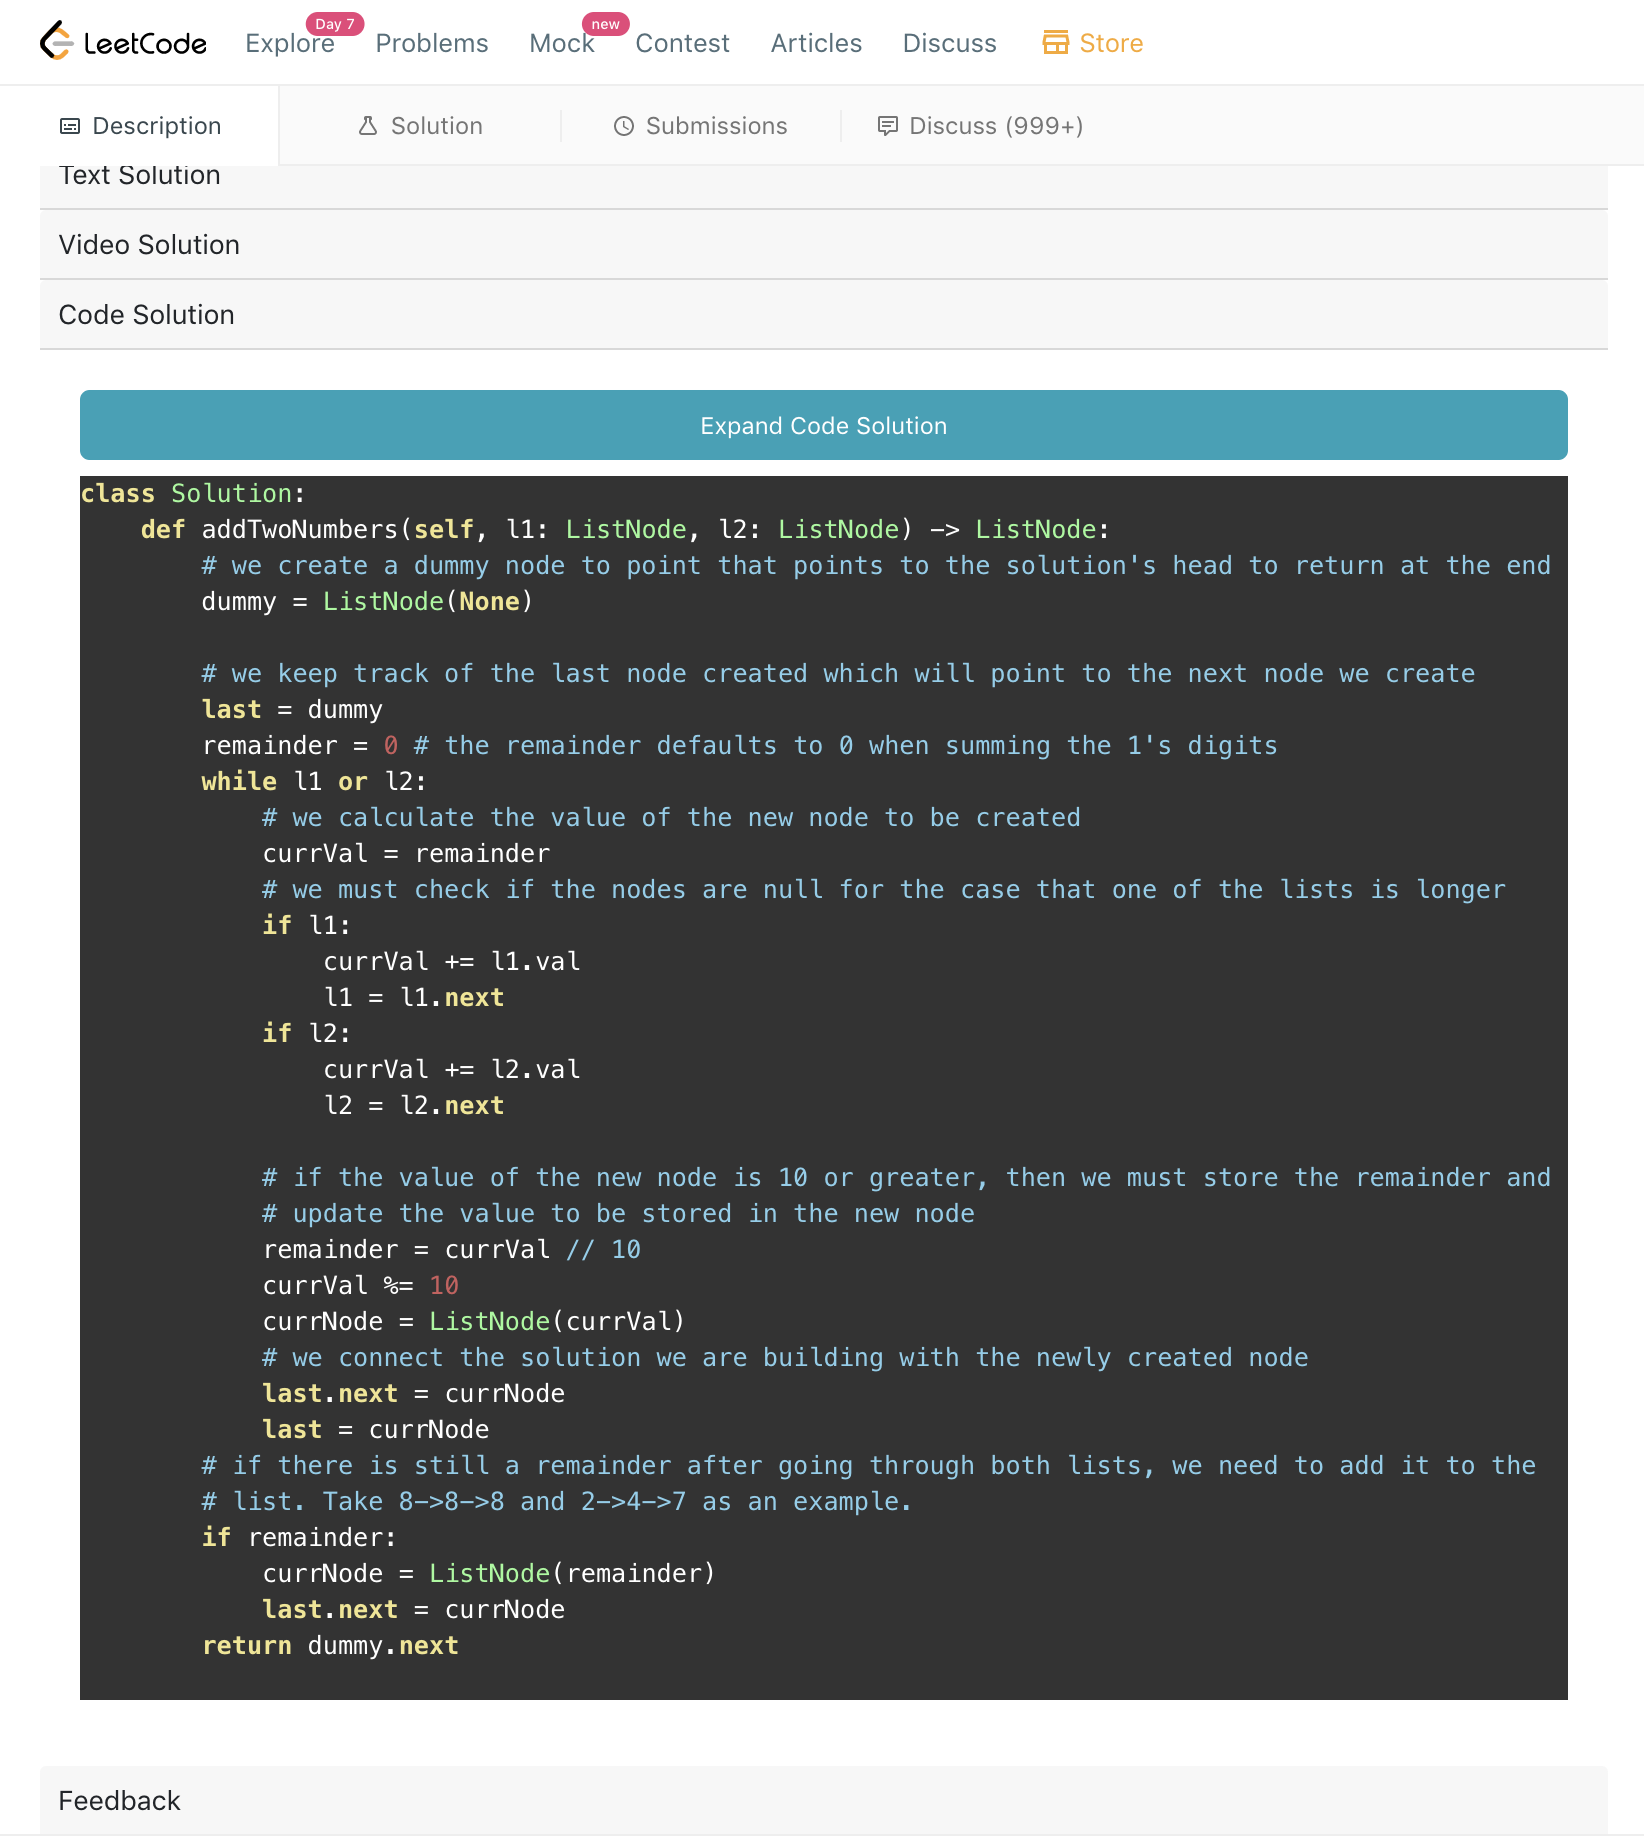 LeetCode Explore Day 7 Problems Mock new Contest Articles Discuss Store
Description Solution Submissions Discuss (999+)
Text Solution
Video Solution
Code Solution
Expand Code Solution
class Solution:
    def addTwoNumbers(self, l1: ListNode, l2: ListNode) -> ListNode:
        # we create a dummy node to point that points to the solution's head to return at the end
        dummy = ListNode(None)

        # we keep track of the last node created which will point to the next node we create
        last = dummy
        remainder = 0 # the remainder defaults to 0 when summing the 1's digits
        while l1 or l2:
            # we calculate the value of the new node to be created
            currVal = remainder
            # we must check if the nodes are null for the case that one of the lists is longer
            if l1:
                currVal += l1.val
                l1 = l1.next
            if l2:
                currVal += l2.val
                l2 = l2.next

            # if the value of the new node is 10 or greater, then we must store the remainder and
            # update the value to be stored in the new node
            remainder = currVal // 10
            currVal %= 10
            currNode = ListNode(currVal)
            # we connect the solution we are building with the newly created node
            last.next = currNode
            last = currNode
        # if there is still a remainder after going through both lists, we need to add it to the
        # list. Take 8->8->8 and 2->4->7 as an example.
        if remainder:
            currNode = ListNode(remainder)
            last.next = currNode
        return dummy.next
Feedback